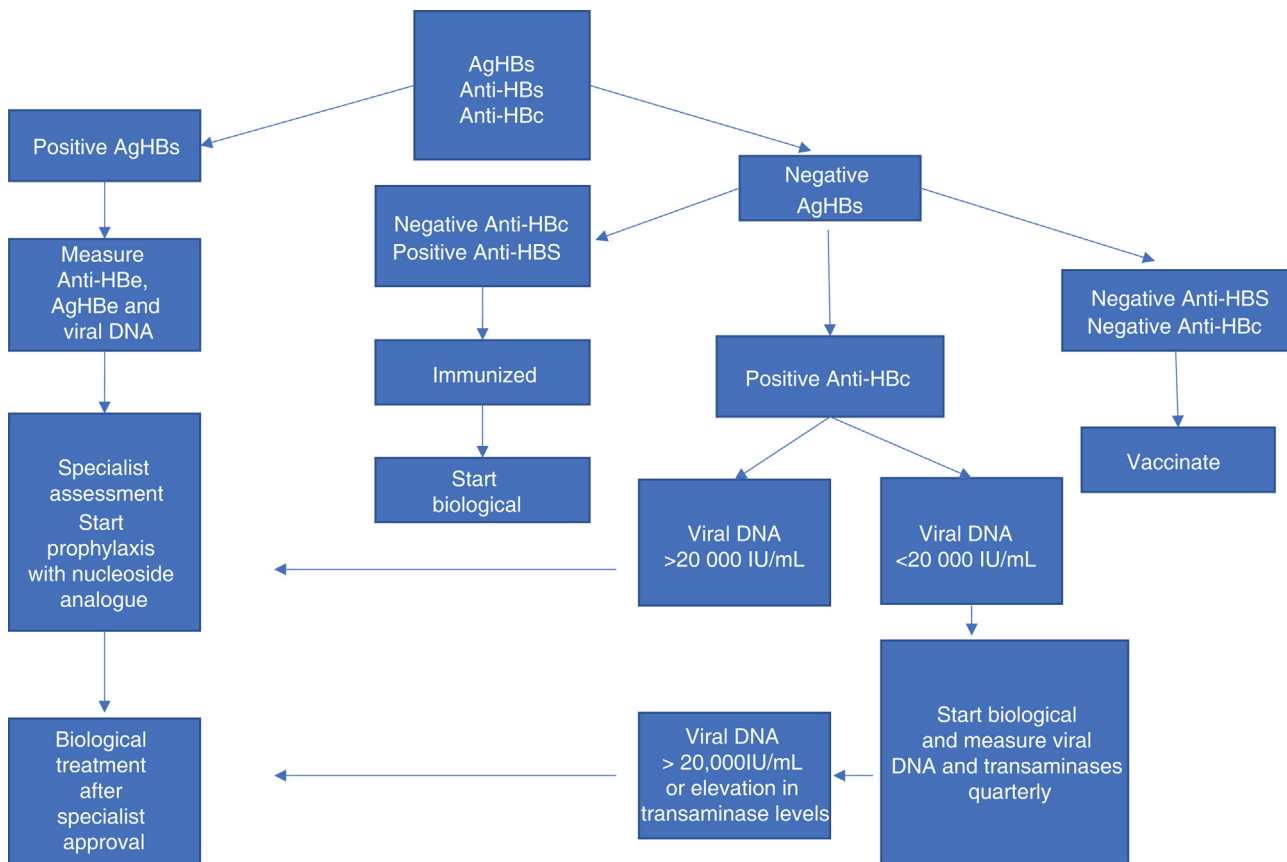 AgHBs
Anti-HBs
Anti-HBc
Positive AgHBs
Negative
AgHBs
Negative Anti-HBc
Positive Anti-HBS
Measure
Anti-HBe,
AgHBe and
viral DNA
Negative Anti-HBS
Negative Anti-HBc
Immunized
Positive Anti-HBc
Specialist
assessment
Start
prophylaxis
with nucleoside
analogue
Start
biological
Vaccinate
Viral DNA
>20 000 IU/mL
Viral DNA
<20 000 IU/mL
Biological
treatment
after
specialist
approval
Viral DNA
> 20,000IU/mL
or elevation in
transaminase levels
Start biological
and measure viral
DNA and transaminases
quarterly